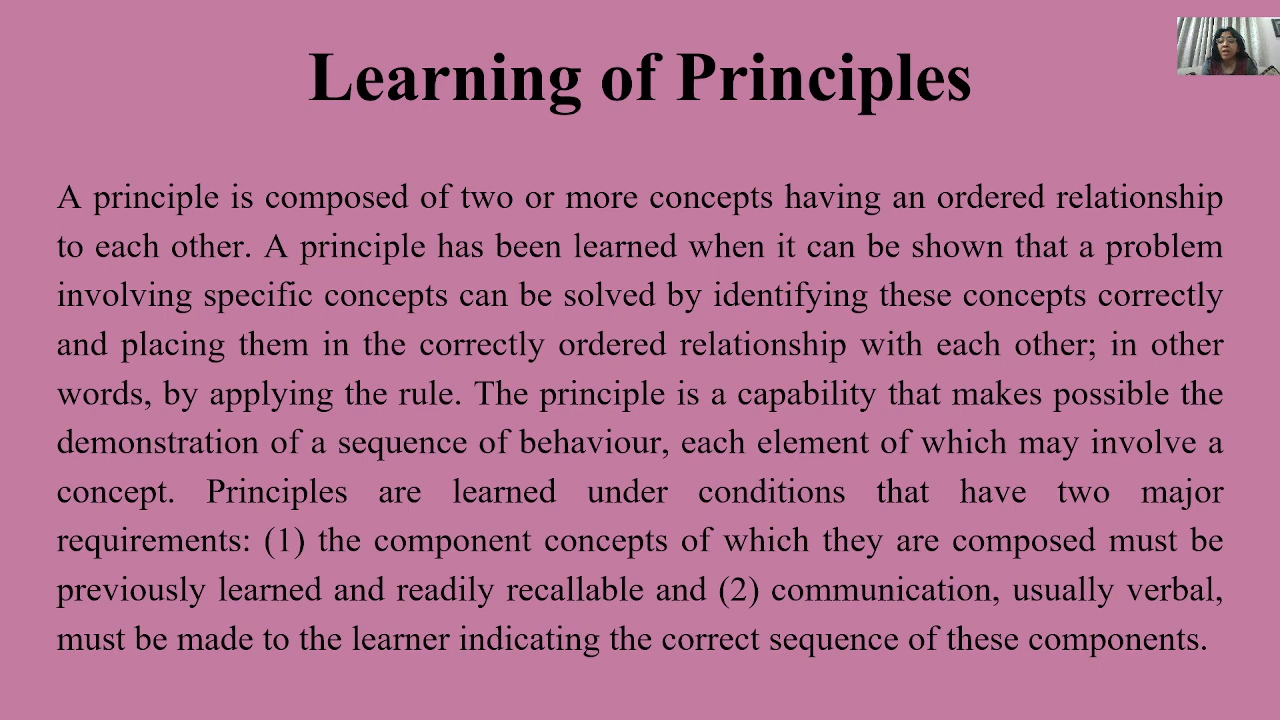 Learning of Principles
A principle is composed of two or more concepts having an ordered relationship
to each other. A principle has been learned when it can be shown that a problem
involving specific concepts can be solved by identifying these concepts correctly
and placing them in the correctly ordered relationship with each other; in other
words, by applying the rule. The principle is a capability that makes possible the
demonstration of a sequence of behaviour, each element of which may involve a
concept. Principles are learned under conditions that have two major
requirements: (1) the component concepts of which they are composed must be
previously learned and readily recallable and (2) communication, usually verbal,
must be made to the learner indicating the correct sequence of these components.